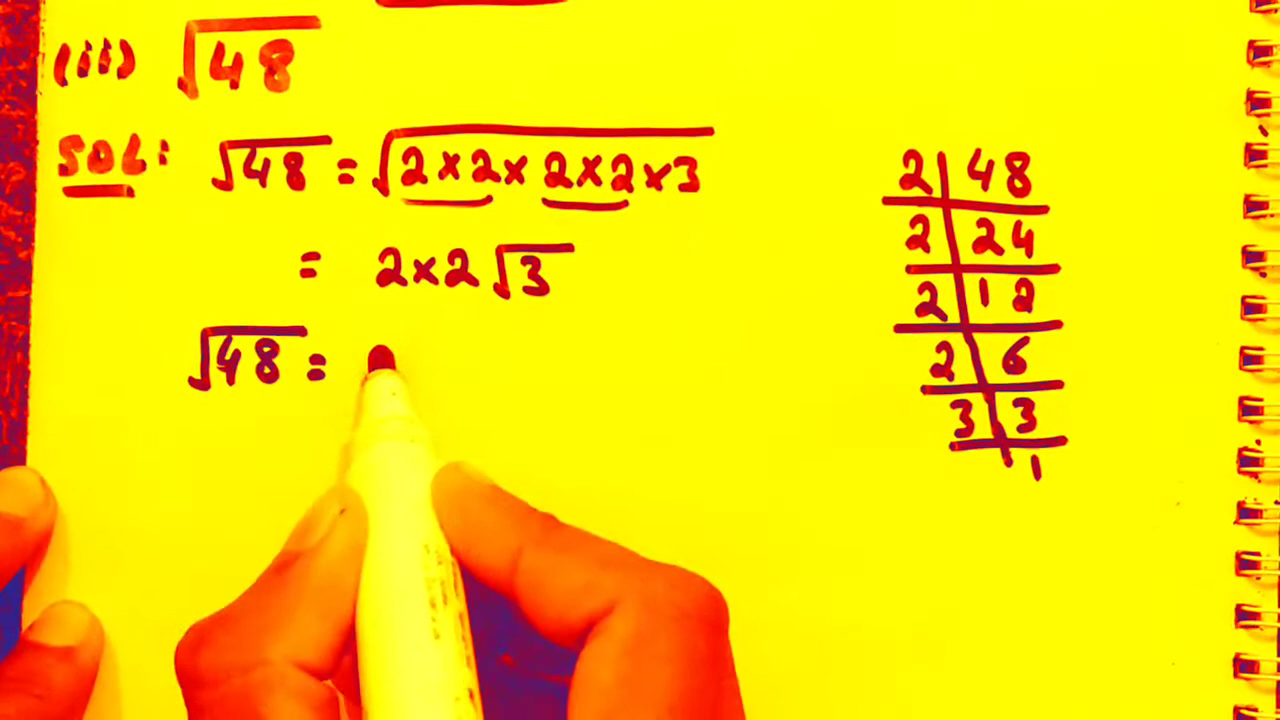 (ii) √48
SOL: √48 = √2×2×2×2×3
= 2×2√3
√48 =
2 | 48
2 | 24
2 | 12
2 | 6
3 | 3
1